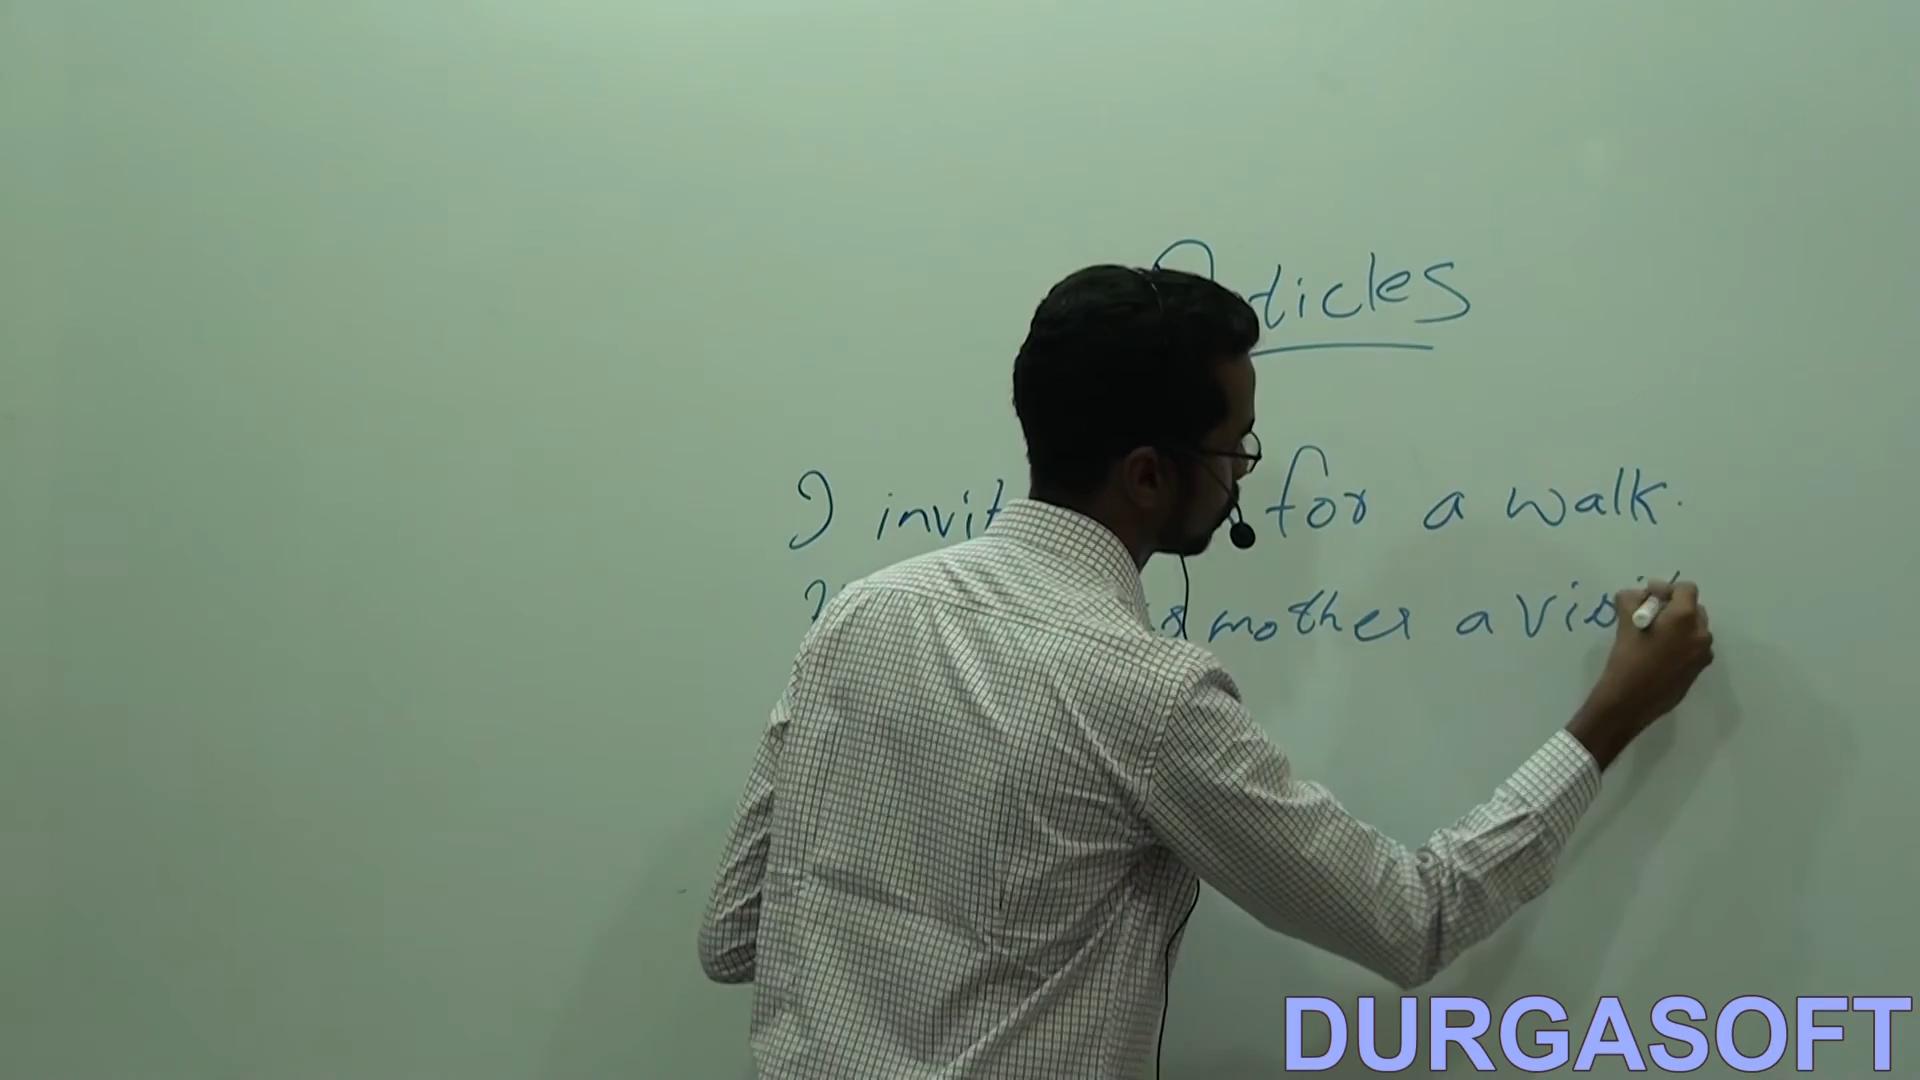 Articles
I invit for a walk.
mother a visit
DURGASOFT